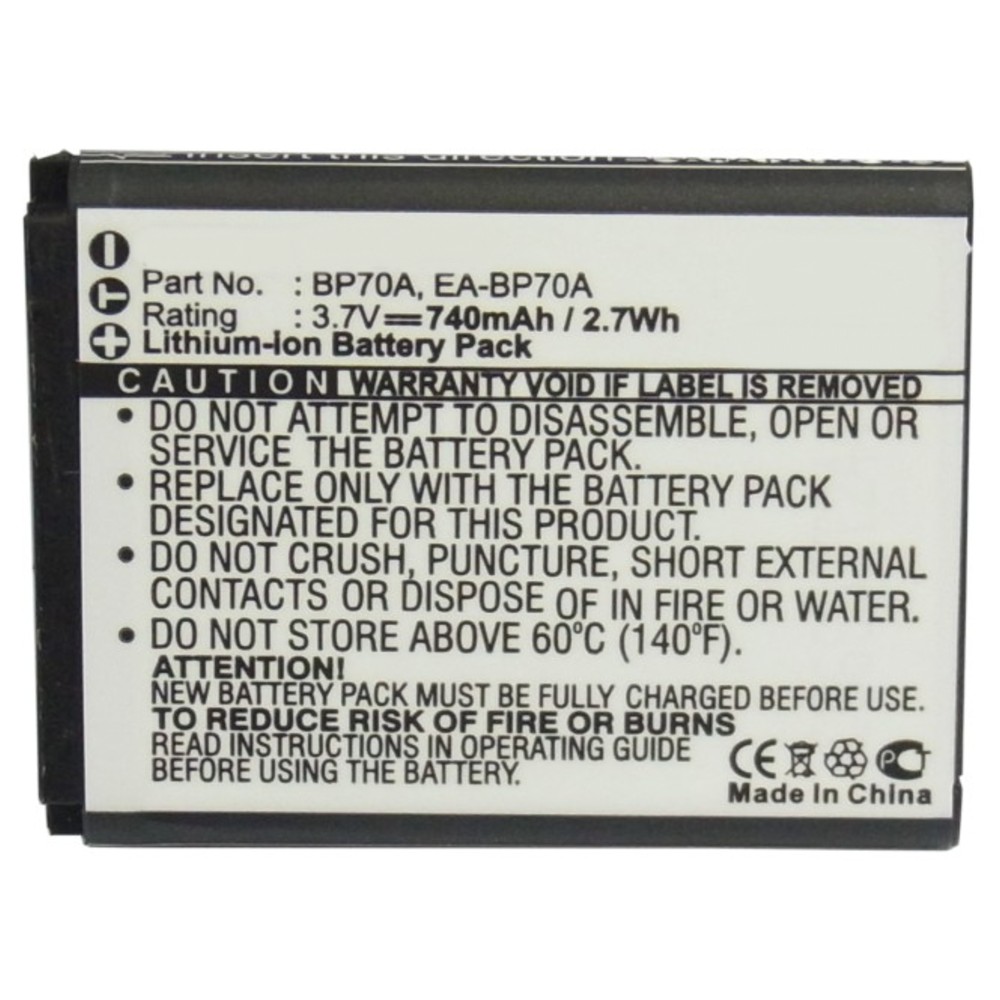 Insert this direction
Part No. : BP70A, EA-BP70A
Rating : 3.7V 740mAh / 2.7Wh
Lithium-ion Battery Pack
CAUTION WARRANTY VOID IF LABEL IS REMOVED
• DO NOT ATTEMPT TO DISASSEMBLE, OPEN OR
SERVICE THE BATTERY PACK.
• REPLACE ONLY WITH THE BATTERY PACK
DESIGNATED FOR THIS PRODUCT.
• DO NOT CRUSH, PUNCTURE, SHORT EXTERNAL
CONTACTS OR DISPOSE OF IN FIRE OR WATER.
• DO NOT STORE ABOVE 60°C (140°F).
ATTENTION!
NEW BATTERY PACK MUST BE FULLY CHARGED BEFORE USE.
TO REDUCE RISK OF FIRE OR BURNS
READ INSTRUCTIONS IN OPERATING GUIDE
BEFORE USING THE BATTERY.
CE
Made In China